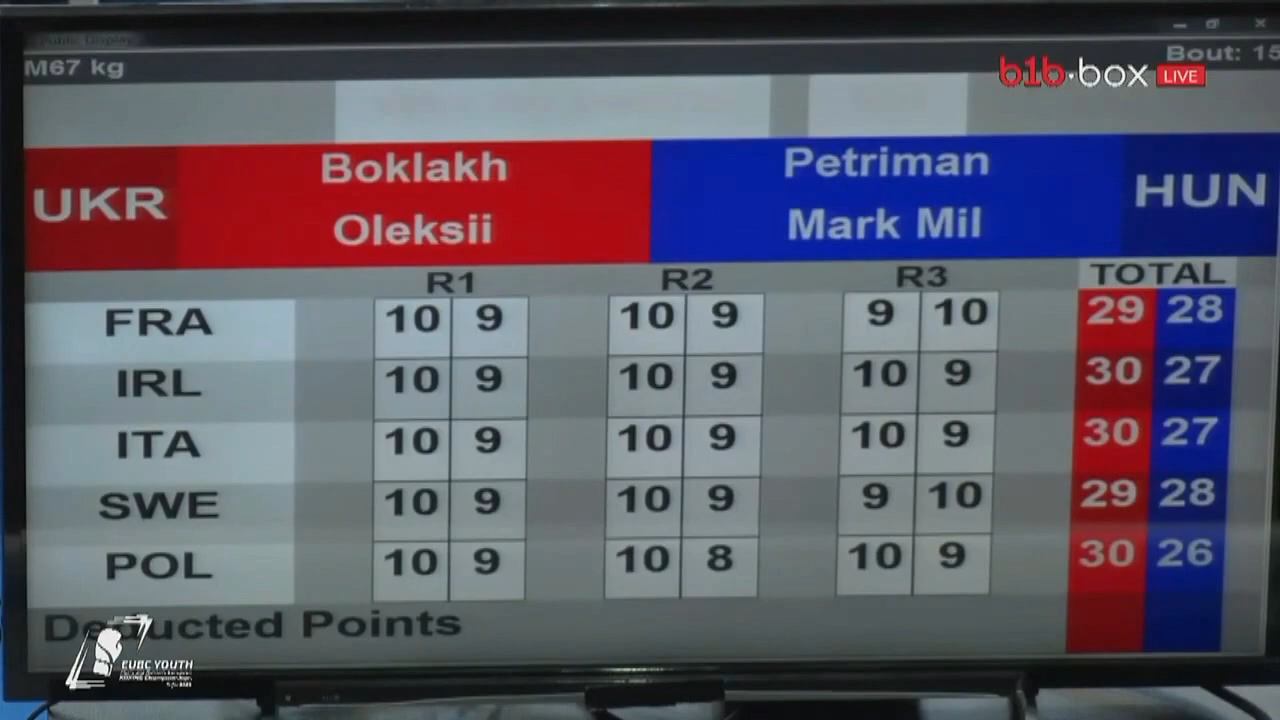 Public Display
M67 kg
Bout: 15
b1b.box LIVE
UKR
Boklakh
Oleksii
Petriman
Mark Mil
HUN
R1 R2 R3 TOTAL
FRA 10 9 10 9 9 10 29 28
IRL 10 9 10 9 10 9 30 27
ITA 10 9 10 9 10 9 30 27
SWE 10 9 10 9 9 10 29 28
POL 10 9 10 8 10 9 30 26
Deducted Points
EUBC YOUTH